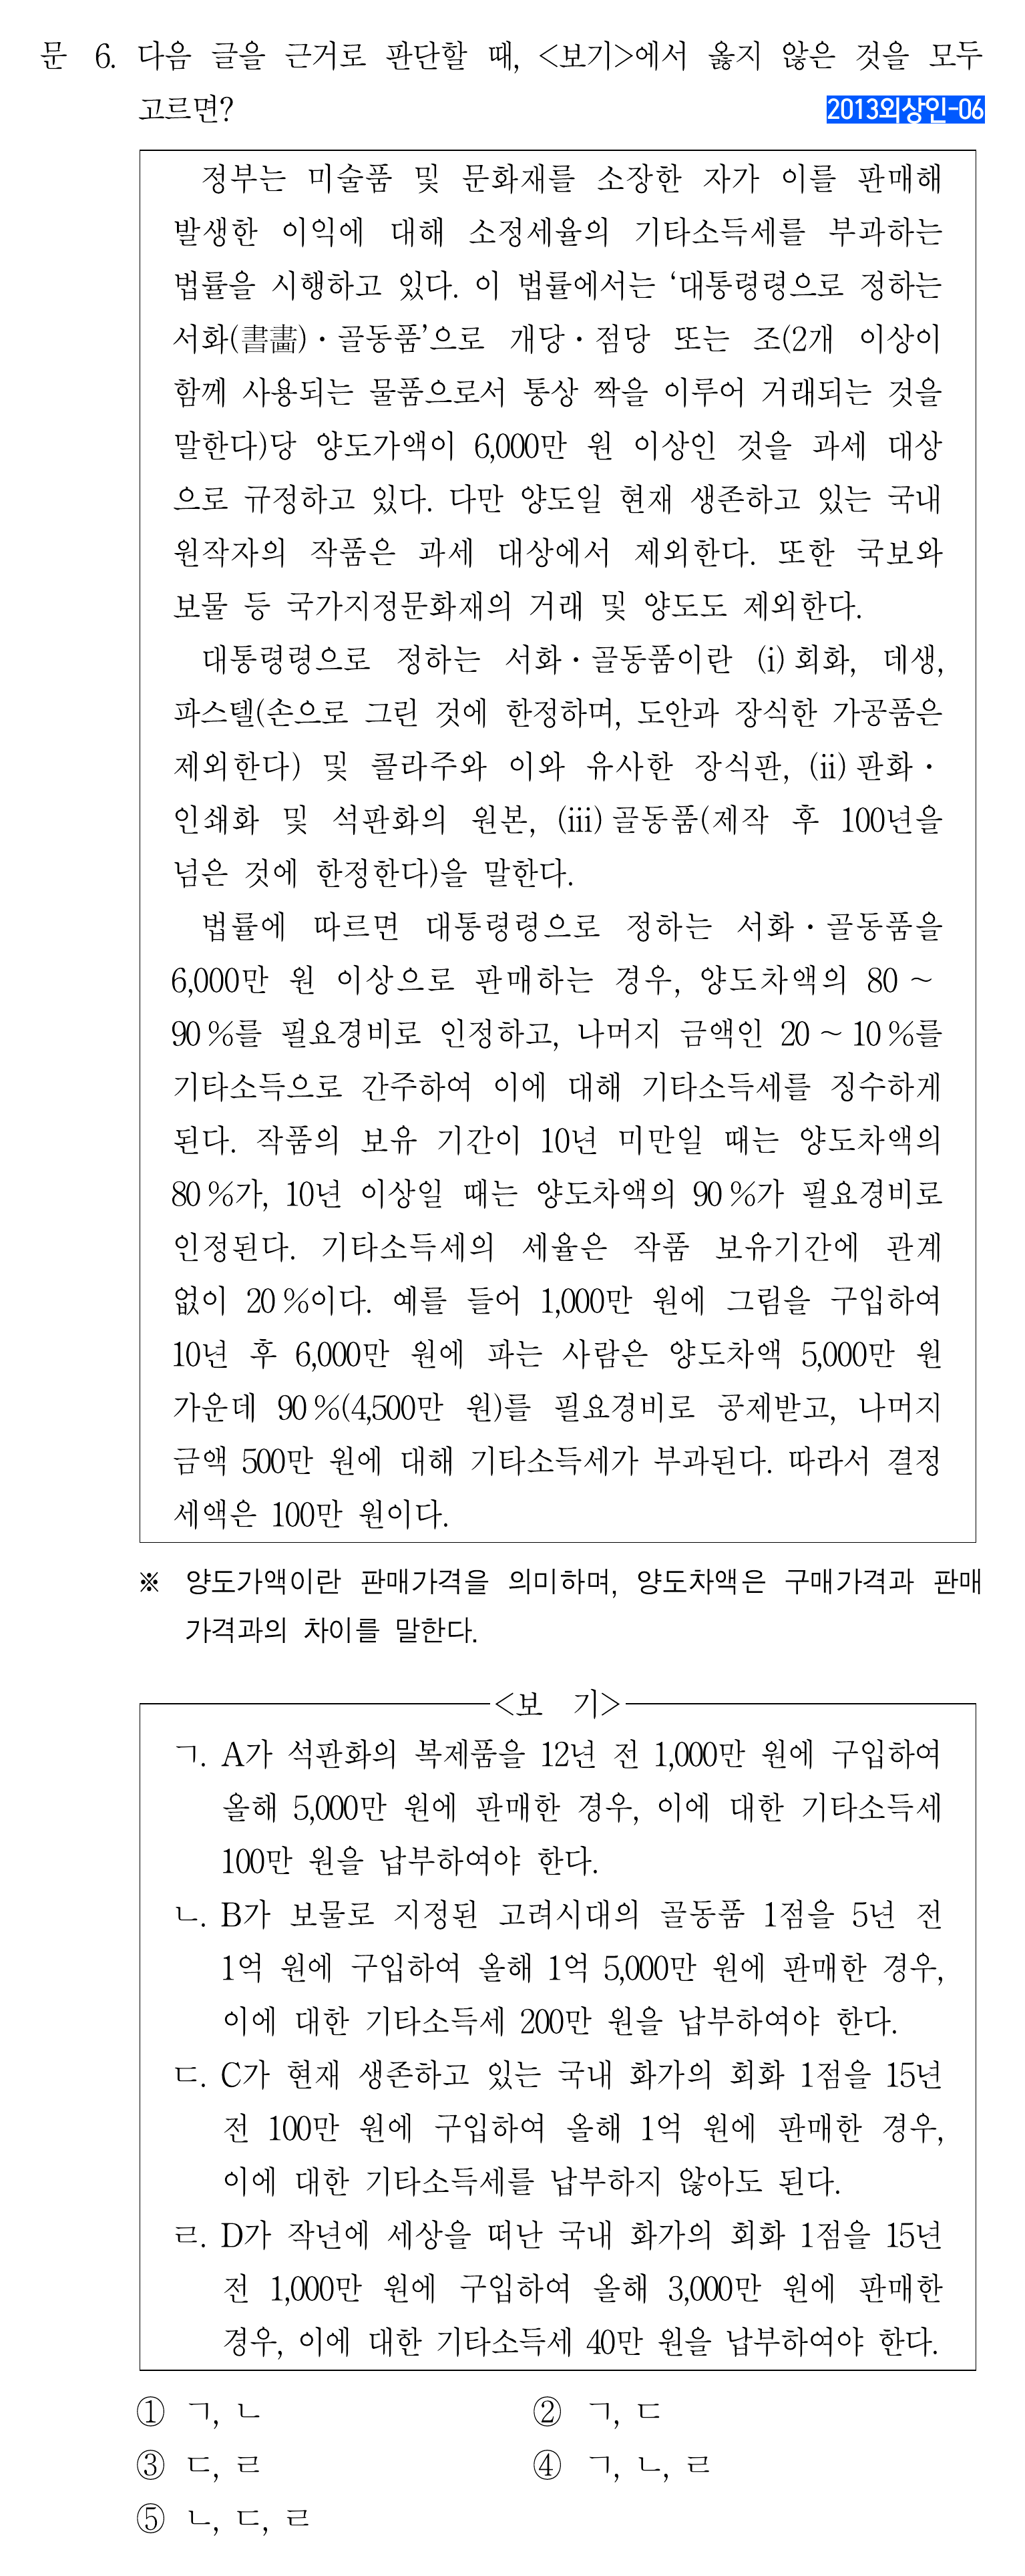 문 6. 다음 글을 근거로 판단할 때, <보기>에서 옳지 않은 것을 모두
고르면?
2013외상인-06
정부는 미술품 및 문화재를 소장한 자가 이를 판매해
발생한 이익에 대해 소정세율의 기타소득세를 부과하는
법률을 시행하고 있다. 이 법률에서는 ‘대통령령으로 정하는
서화(書畵)·골동품’으로 개당·점당 또는 조(2개 이상이
함께 사용되는 물품으로서 통상 짝을 이루어 거래되는 것을
말한다)당 양도가액이 6,000만 원 이상인 것을 과세 대상
으로 규정하고 있다. 다만 양도일 현재 생존하고 있는 국내
원작자의 작품은 과세 대상에서 제외한다. 또한 국보와
보물 등 국가지정문화재의 거래 및 양도도 제외한다.
대통령령으로 정하는 서화·골동품이란 (i) 회화, 데생,
파스텔(손으로 그린 것에 한정하며, 도안과 장식한 가공품은
제외한다) 및 콜라주와 이와 유사한 장식판, (ii) 판화·
인쇄화 및 석판화의 원본, (iii) 골동품(제작 후 100년을
넘은 것에 한정한다)을 말한다.
법률에 따르면 대통령령으로 정하는 서화·골동품을
6,000만 원 이상으로 판매하는 경우, 양도차액의 80 ~
90 %를 필요경비로 인정하고, 나머지 금액인 20 ~ 10 %를
기타소득으로 간주하여 이에 대해 기타소득세를 징수하게
된다. 작품의 보유 기간이 10년 미만일 때는 양도차액의
80 %가, 10년 이상일 때는 양도차액의 90 %가 필요경비로
인정된다. 기타소득세의 세율은 작품 보유기간에 관계
없이 20 %이다. 예를 들어 1,000만 원에 그림을 구입하여
10년 후 6,000만 원에 파는 사람은 양도차액 5,000만 원
가운데 90 %(4,500만 원)를 필요경비로 공제받고, 나머지
금액 500만 원에 대해 기타소득세가 부과된다. 따라서 결정
세액은 100만 원이다.
※ 양도가액이란 판매가격을 의미하며, 양도차액은 구매가격과 판매
가격과의 차이를 말한다.
<보 기>
ㄱ. A가 석판화의 복제품을 12년 전 1,000만 원에 구입하여
올해 5,000만 원에 판매한 경우, 이에 대한 기타소득세
100만 원을 납부하여야 한다.
ㄴ. B가 보물로 지정된 고려시대의 골동품 1점을 5년 전
1억 원에 구입하여 올해 1억 5,000만 원에 판매한 경우,
이에 대한 기타소득세 200만 원을 납부하여야 한다.
ㄷ. C가 현재 생존하고 있는 국내 화가의 회화 1점을 15년
전 100만 원에 구입하여 올해 1억 원에 판매한 경우,
이에 대한 기타소득세를 납부하지 않아도 된다.
ㄹ. D가 작년에 세상을 떠난 국내 화가의 회화 1점을 15년
전 1,000만 원에 구입하여 올해 3,000만 원에 판매한
경우, 이에 대한 기타소득세 40만 원을 납부하여야 한다.
① ㄱ, ㄴ ② ㄱ, ㄷ
③ ㄷ, ㄹ ④ ㄱ, ㄴ, ㄹ
⑤ ㄴ, ㄷ, ㄹ